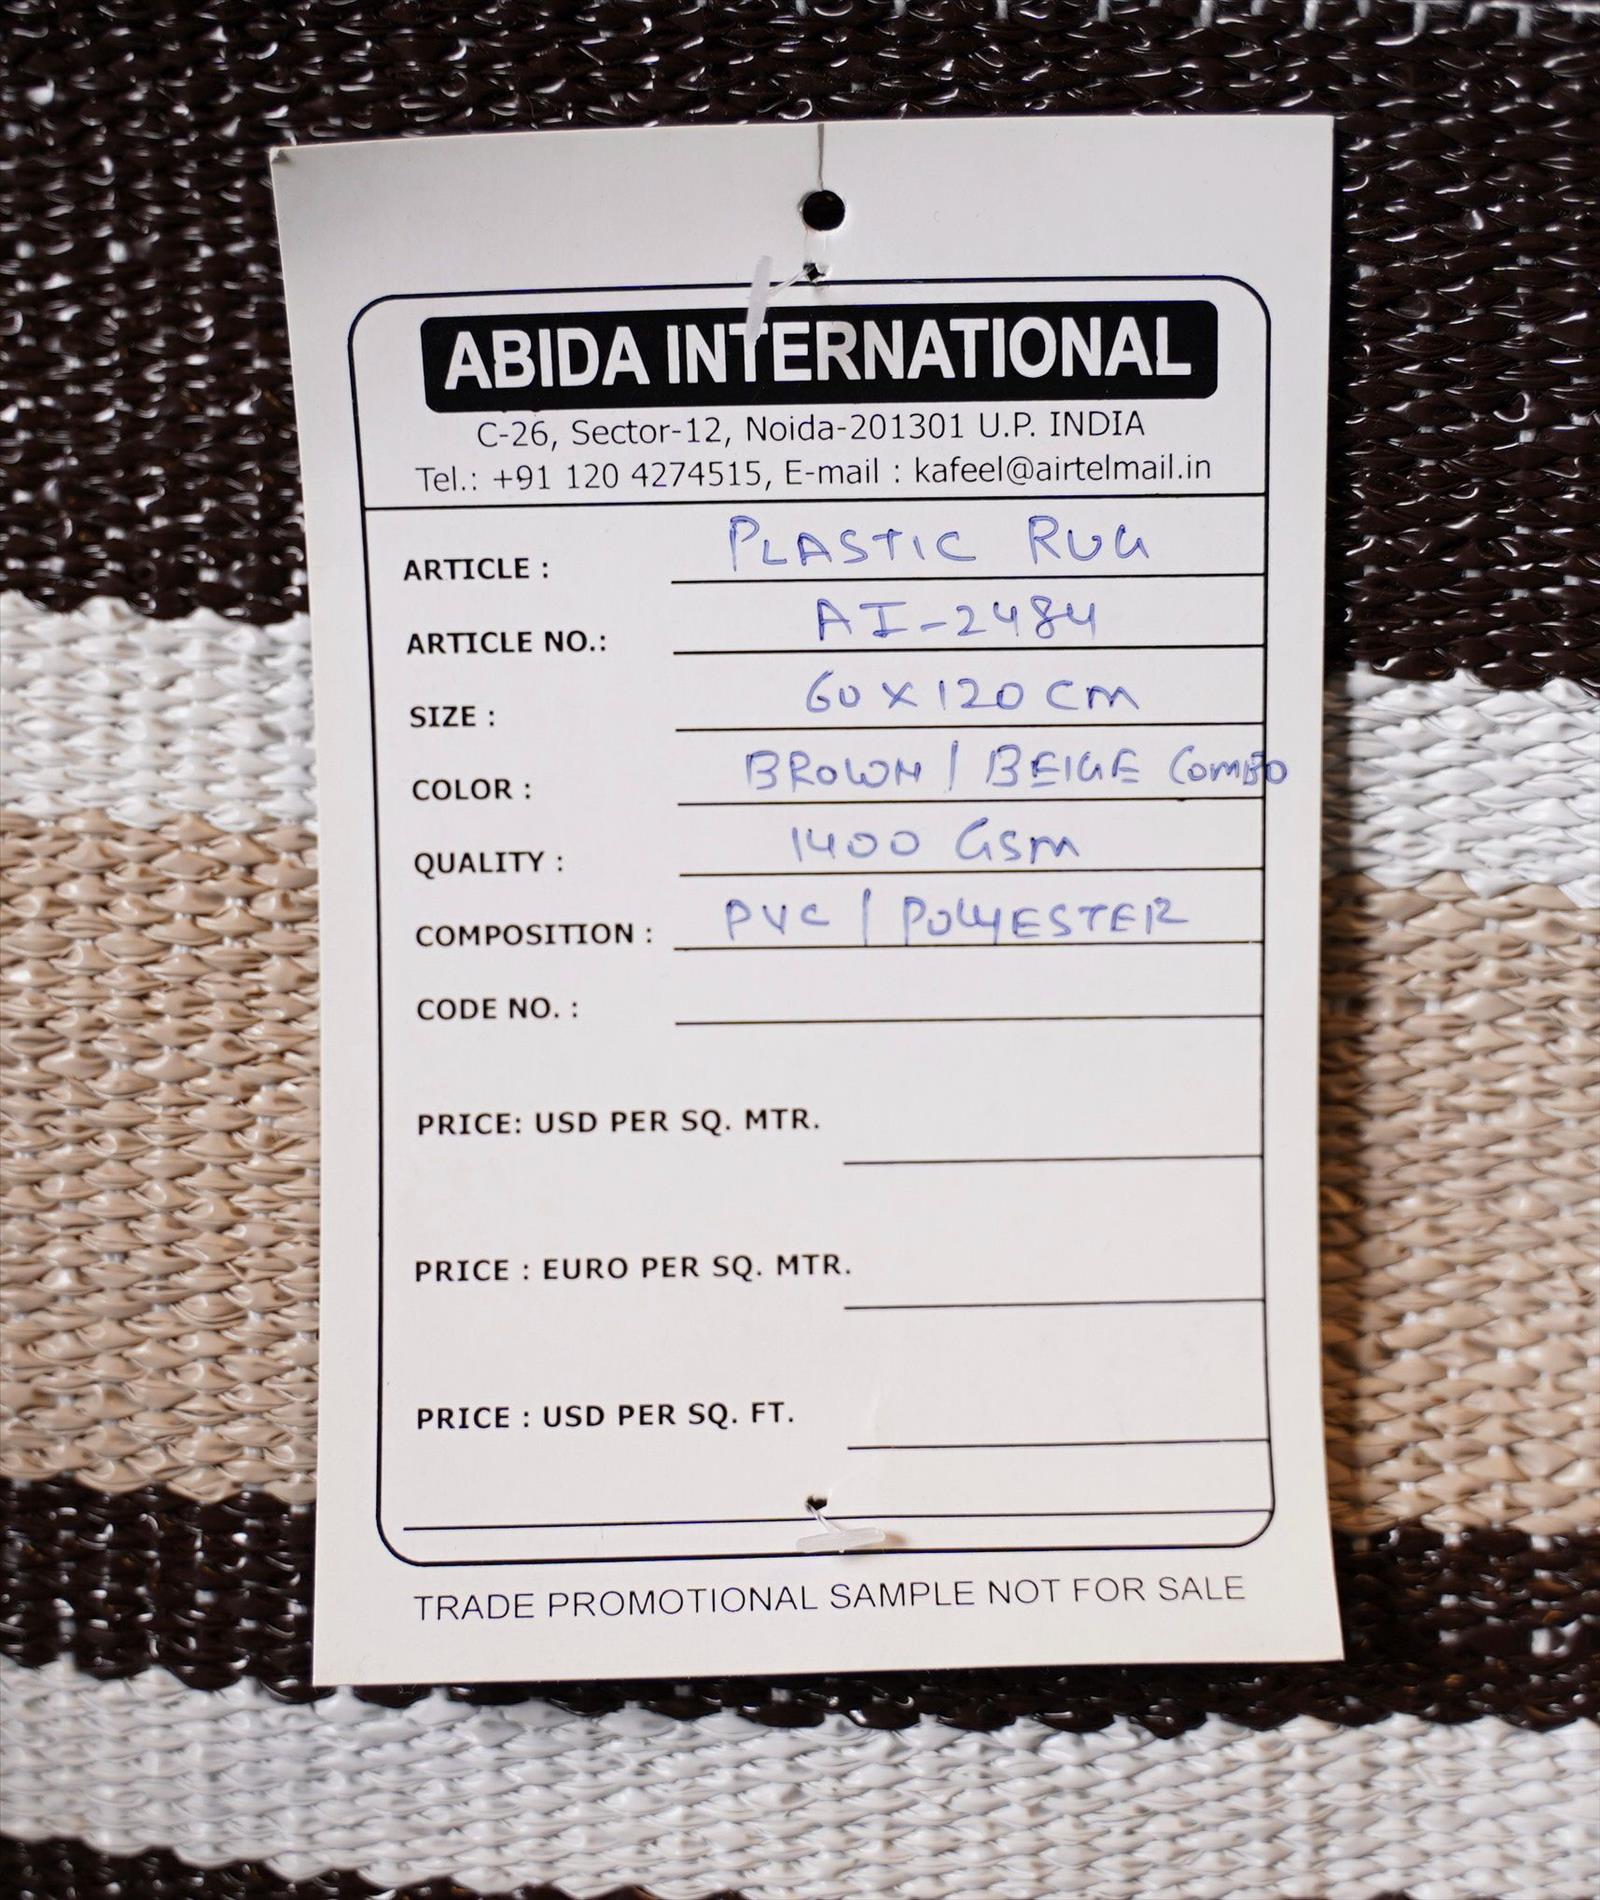 ABIDA INTERNATIONAL
C-26, Sector-12, Noida-201301 U.P. INDIA
Tel.: +91 120 4274515, E-mail : kafeel@airtelmail.in
ARTICLE : PLASTIC RUG
ARTICLE NO.: AI-2484
SIZE : 60 X 120 CM
COLOR : BROWN / BEIGE COMBO
QUALITY : 1400 GSM
COMPOSITION : PVC / POLYESTER
CODE NO. :
PRICE: USD PER SQ. MTR.
PRICE : EURO PER SQ. MTR.
PRICE : USD PER SQ. FT.
TRADE PROMOTIONAL SAMPLE NOT FOR SALE